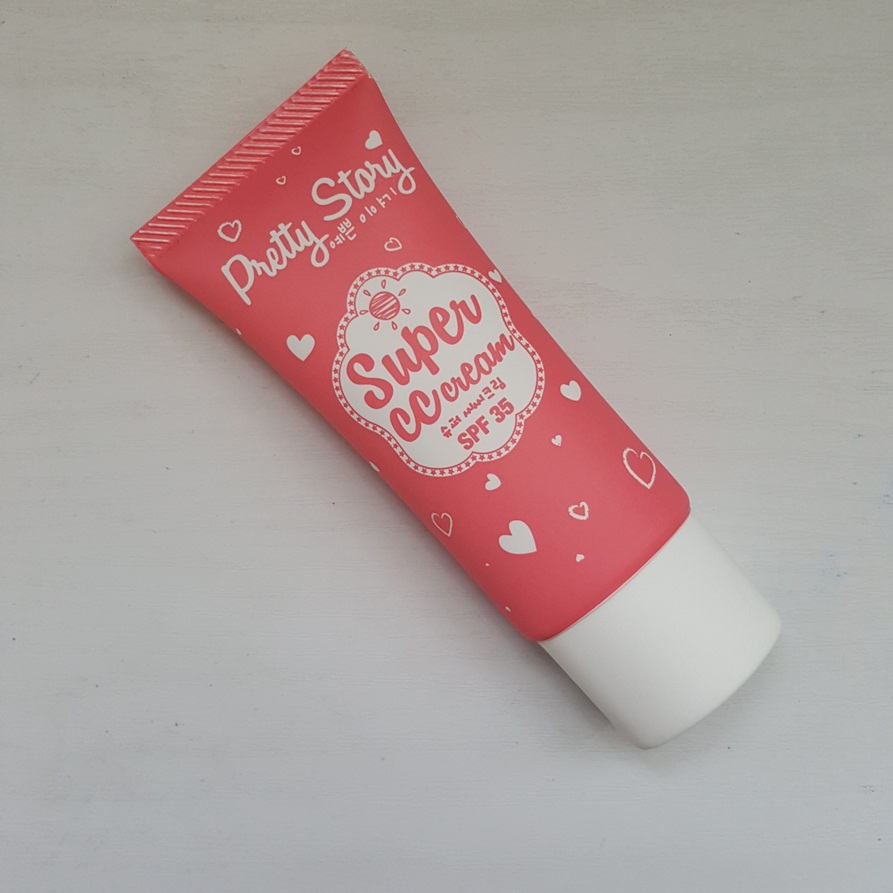 Pretty Story
예쁜 이야기
Super
CC cream
슈퍼 씨씨크림
SPF 35